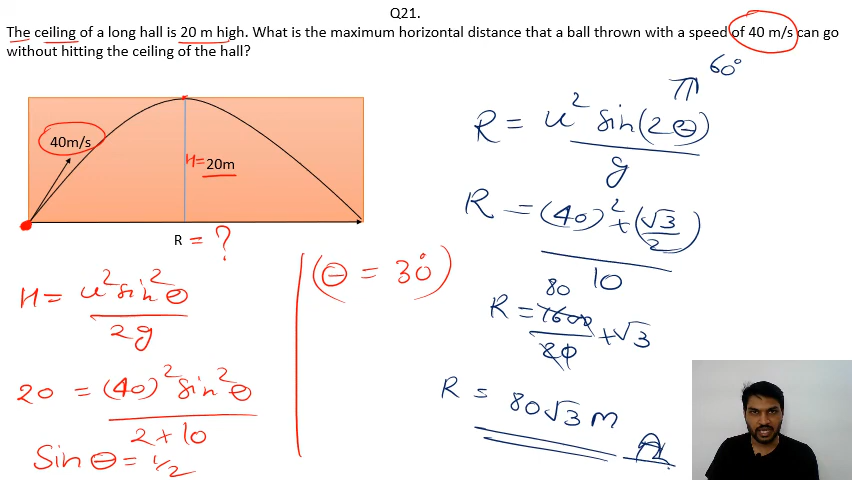 Q21.
The ceiling of a long hall is 20 m high. What is the maximum horizontal distance that a ball thrown with a speed of 40 m/s can go
without hitting the ceiling of the hall?
40m/s
H= 20m
R = ?
H = u² sin²θ / 2g
20 = (40)² sin²θ / 2 × 10
Sin θ = 1/2
(θ = 30°)
60°
R = u² sin(2θ) / g
R = (40)² × (√3/2) / 10
80
R = 1600 / 20 × √3
R = 80√3 m